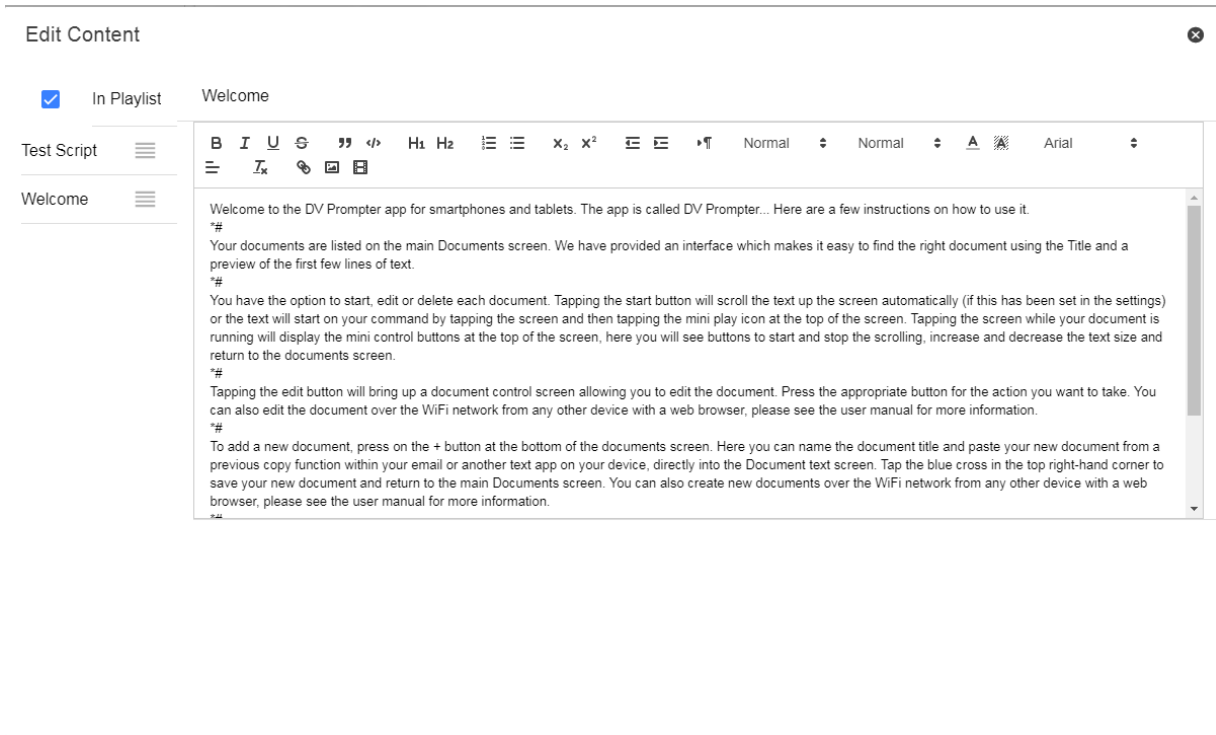 Edit Content
In Playlist
Welcome
Test Script
Welcome
B I U S ” </> H1 H2 X2 X2 Normal Normal A A Arial
Tx
Welcome to the DV Prompter app for smartphones and tablets. The app is called DV Prompter... Here are a few instructions on how to use it.
*#
Your documents are listed on the main Documents screen. We have provided an interface which makes it easy to find the right document using the Title and a
preview of the first few lines of text.
*#
You have the option to start, edit or delete each document. Tapping the start button will scroll the text up the screen automatically (if this has been set in the settings)
or the text will start on your command by tapping the screen and then tapping the mini play icon at the top of the screen. Tapping the screen while your document is
running will display the mini control buttons at the top of the screen, here you will see buttons to start and stop the scrolling, increase and decrease the text size and
return to the documents screen.
*#
Tapping the edit button will bring up a document control screen allowing you to edit the document. Press the appropriate button for the action you want to take. You
can also edit the document over the WiFi network from any other device with a web browser, please see the user manual for more information.
*#
To add a new document, press on the + button at the bottom of the documents screen. Here you can name the document title and paste your new document from a
previous copy function within your email or another text app on your device, directly into the Document text screen. Tap the blue cross in the top right-hand corner to
save your new document and return to the main Documents screen. You can also create new documents over the WiFi network from any other device with a web
browser, please see the user manual for more information.